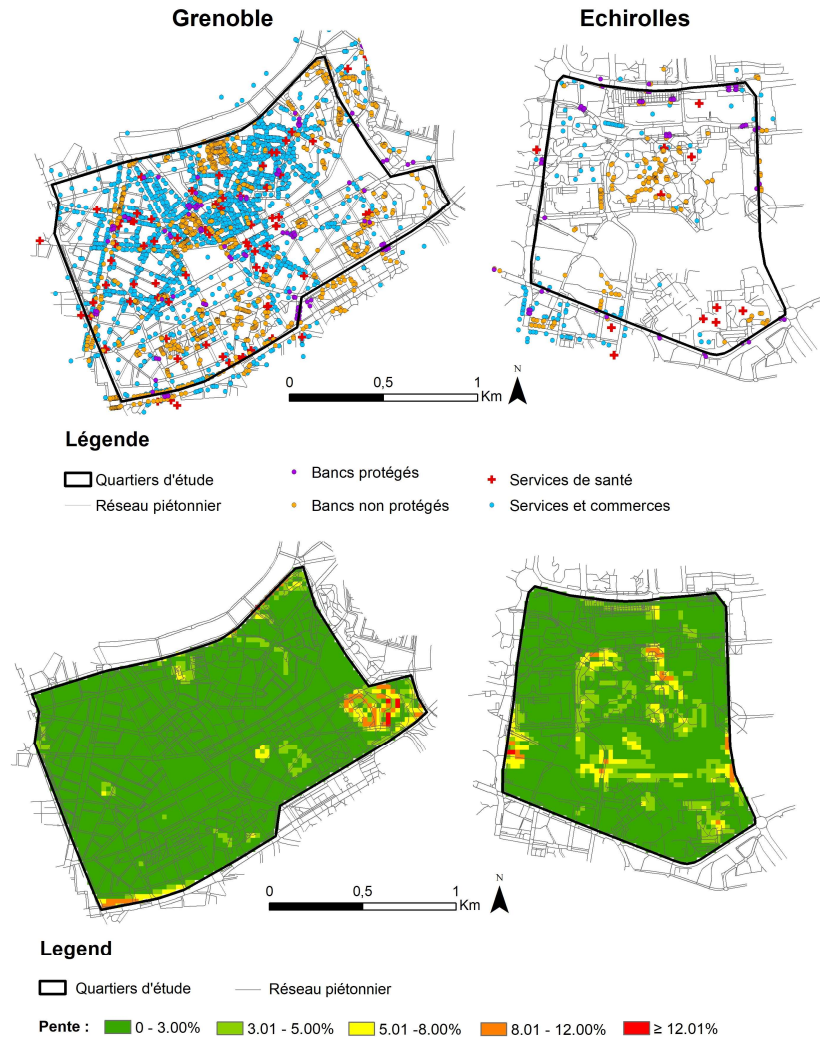 Grenoble
Echirolles
N
0
0,5
1
Km
Légende
Quartiers d'étude
Réseau piétonnier
Bancs protégés
Bancs non protégés
Services de santé
Services et commerces
N
0
0,5
1
Km
Legend
Quartiers d'étude
Réseau piétonnier
Pente :
0 - 3.00%
3.01 - 5.00%
5.01 -8.00%
8.01 - 12.00%
≥ 12.01%